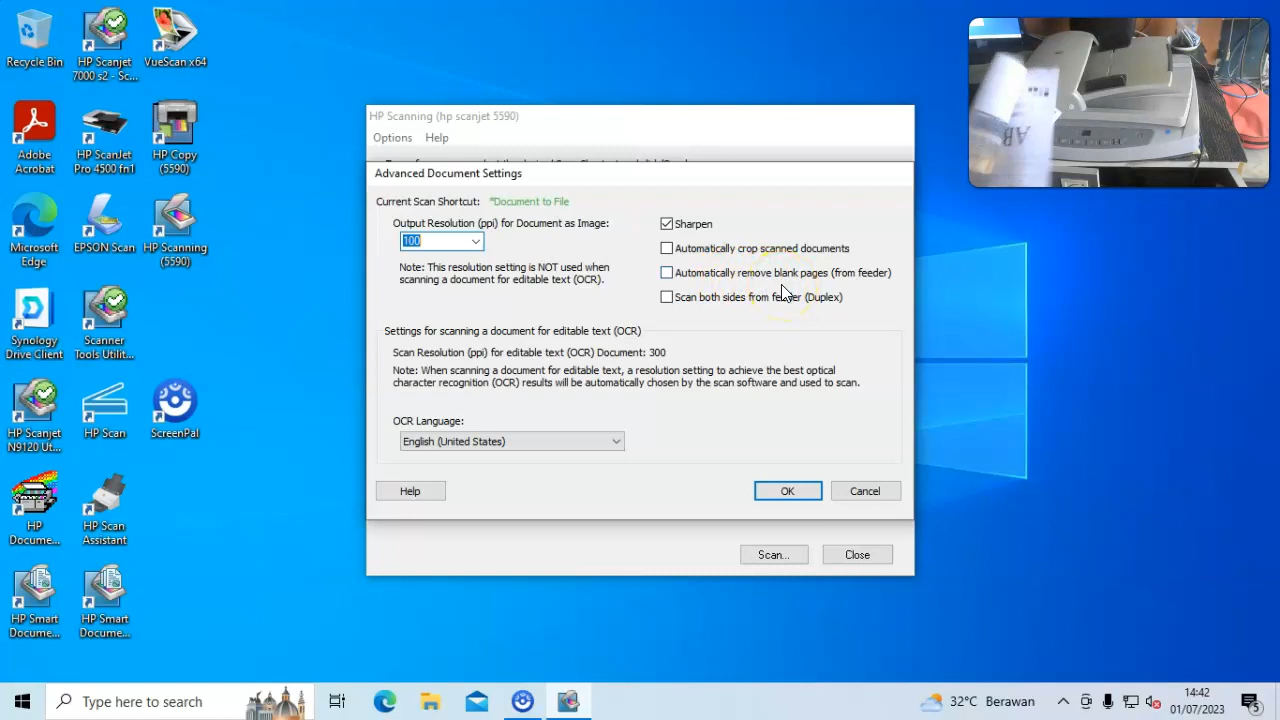 Recycle Bin
HP Scanjet
7000 s2 - Sc...
VueScan x64
Adobe
Acrobat
HP ScanJet
Pro 4500 fn1
HP Copy
(5590)
Microsoft
Edge
EPSON Scan
HP Scanning
(5590)
Synology
Drive Client
Scanner
Tools Utilit...
HP Scanjet
N9120 Ut...
HP Scan
ScreenPal
HP
Docume...
HP Scan
Assistant
HP Smart
Docume...
HP Smart
Docume...
HP Scanning (hp scanjet 5590)
Options Help
Advanced Document Settings
Current Scan Shortcut: "Document to File
Output Resolution (ppi) for Document as Image:
100
Note: This resolution setting is NOT used when
scanning a document for editable text (OCR).
Sharpen
Automatically crop scanned documents
Automatically remove blank pages (from feeder)
Scan both sides from feeder (Duplex)
Settings for scanning a document for editable text (OCR)
Scan Resolution (ppi) for editable text (OCR) Document: 300
Note: When scanning a document for editable text, a resolution setting to achieve the best optical
character recognition (OCR) results will be automatically chosen by the scan software and used to scan.
OCR Language:
English (United States)
Help OK Cancel
Scan... Close
AB
Type here to search
32°C Berawan
14:42
01/07/2023
5